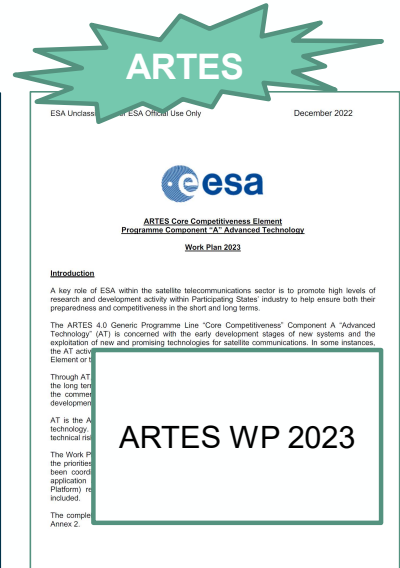 ARTES
ESA Unclass ESA Official Use Only December 2022
esa
ARTES Core Competitiveness Element
Programme Component “A” Advanced Technology
Work Plan 2023
Introduction
A key role of ESA within the satellite telecommunications sector is to promote high levels of
research and development activity within Participating States’ industry to help ensure both their
preparedness and competitiveness in the short and long terms.
The ARTES 4.0 Generic Programme Line “Core Competitiveness” Component A “Advanced
Technology” (AT) is concerned with the early development stages of new systems and the
exploitation of new and promising technologies for satellite communications. In some instances,
the AT activ
Element or t
Through AT
the long ter
the comme
developmen
AT is the A
technology.
technical ris
The Work P
the priorities
been coordi
application
Platform) re
included.
The comple
Annex 2.
ARTES WP 2023